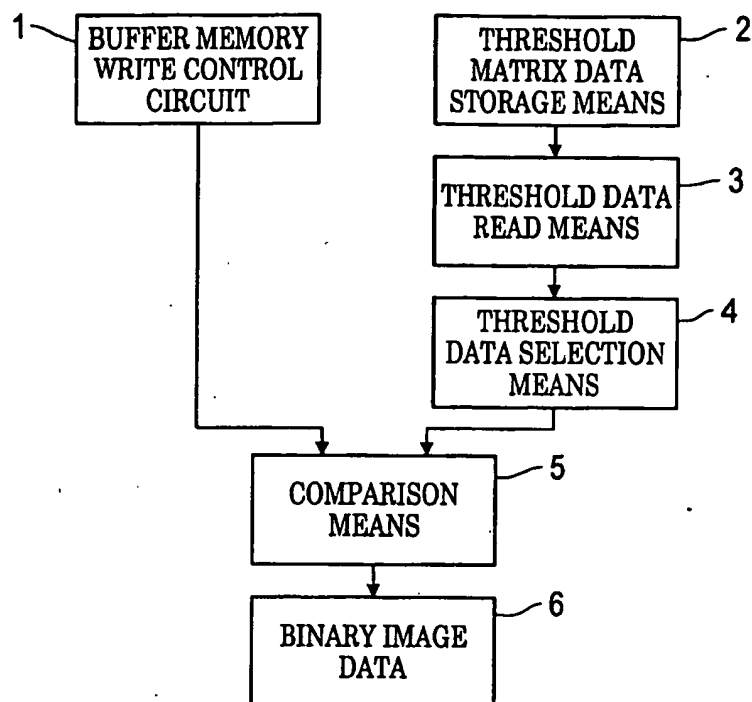 1
BUFFER MEMORY
WRITE CONTROL
CIRCUIT
2
THRESHOLD
MATRIX DATA
STORAGE MEANS
3
THRESHOLD DATA
READ MEANS
4
THRESHOLD
DATA SELECTION
MEANS
5
COMPARISON
MEANS
6
BINARY IMAGE
DATA